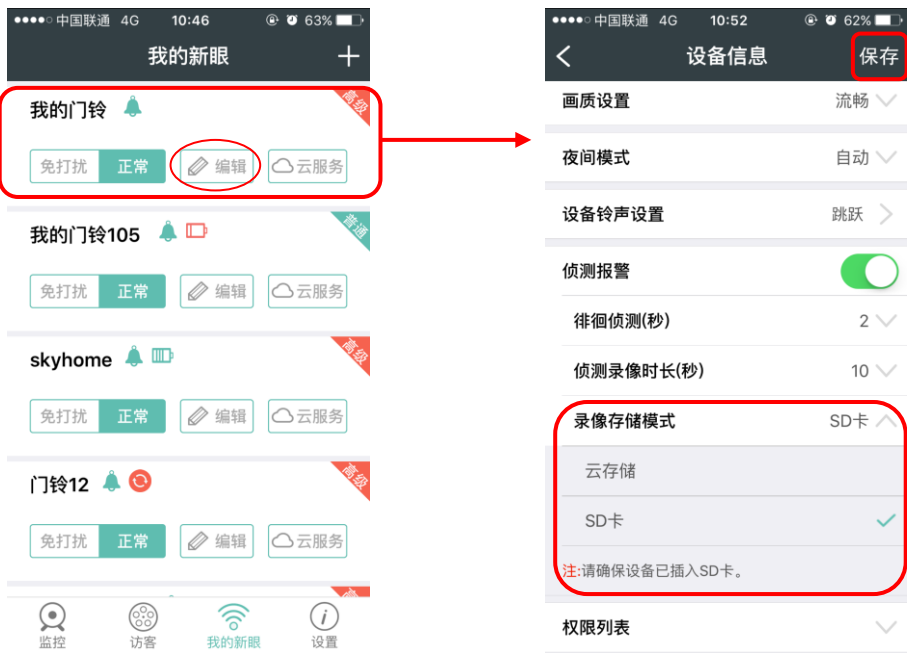 中国联通 4G 10:46 63%
我的新眼
我的门铃
高级
免打扰 正常 编辑 云服务
我的门铃105
普通
免打扰 正常 编辑 云服务
skyhome
高级
免打扰 正常 编辑 云服务
门铃12
高级
免打扰 正常 编辑 云服务
监控 访客 我的新眼 设置
中国联通 4G 10:52 62%
设备信息 保存
画质设置 流畅
夜间模式 自动
设备铃声设置 跳跃
侦测报警
徘徊侦测(秒) 2
侦测录像时长(秒) 10
录像存储模式 SD卡
云存储
SD卡
注:请确保设备已插入SD卡。
权限列表